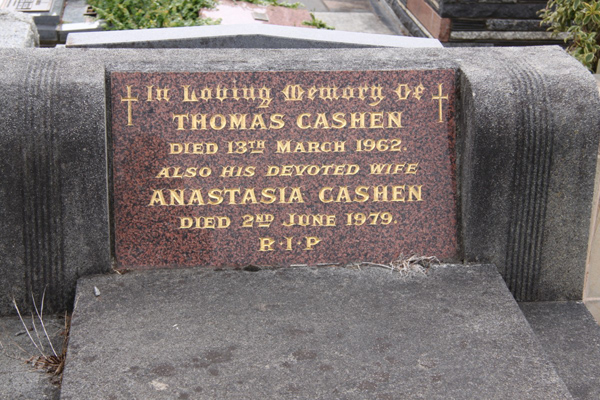 In Loving Memory Of
THOMAS CASHEN
DIED 13TH MARCH 1962.
ALSO HIS DEVOTED WIFE
ANASTASIA CASHEN
DIED 2ND JUNE 1979.
R·I·P